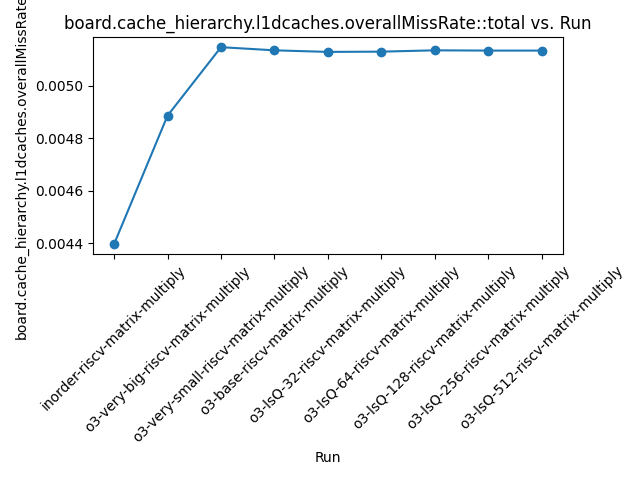 board.cache_hierarchy.l1dcaches.overallMissRate::total vs. Run
board.cache_hierarchy.l1dcaches.overallMissRate
0.0050
0.0048
0.0046
0.0044
inorder-riscv-matrix-multiply
o3-very-big-riscv-matrix-multiply
o3-very-small-riscv-matrix-multiply
o3-base-riscv-matrix-multiply
o3-lsQ-32-riscv-matrix-multiply
o3-lsQ-64-riscv-matrix-multiply
o3-lsQ-128-riscv-matrix-multiply
o3-lsQ-256-riscv-matrix-multiply
o3-lsQ-512-riscv-matrix-multiply
Run